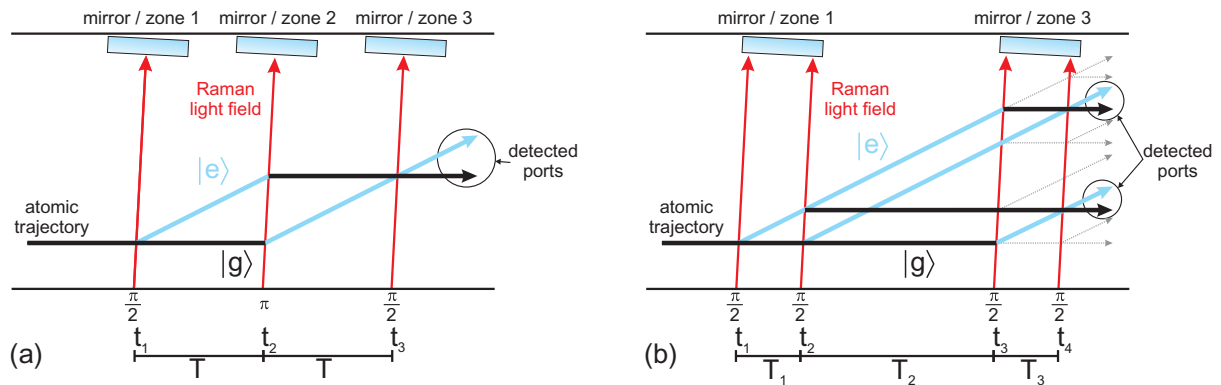 mirror / zone 1
mirror / zone 2
mirror / zone 3
Raman
light field
|e⟩
detected
ports
atomic
trajectory
|g⟩
π/2
π
π/2
t₁
t₂
t₃
T
T
(a)
mirror / zone 1
mirror / zone 3
Raman
light field
|e⟩
detected
ports
atomic
trajectory
|g⟩
π/2
π/2
π/2
π/2
t₁
t₂
t₃
t₄
T₁
T₂
T₃
(b)